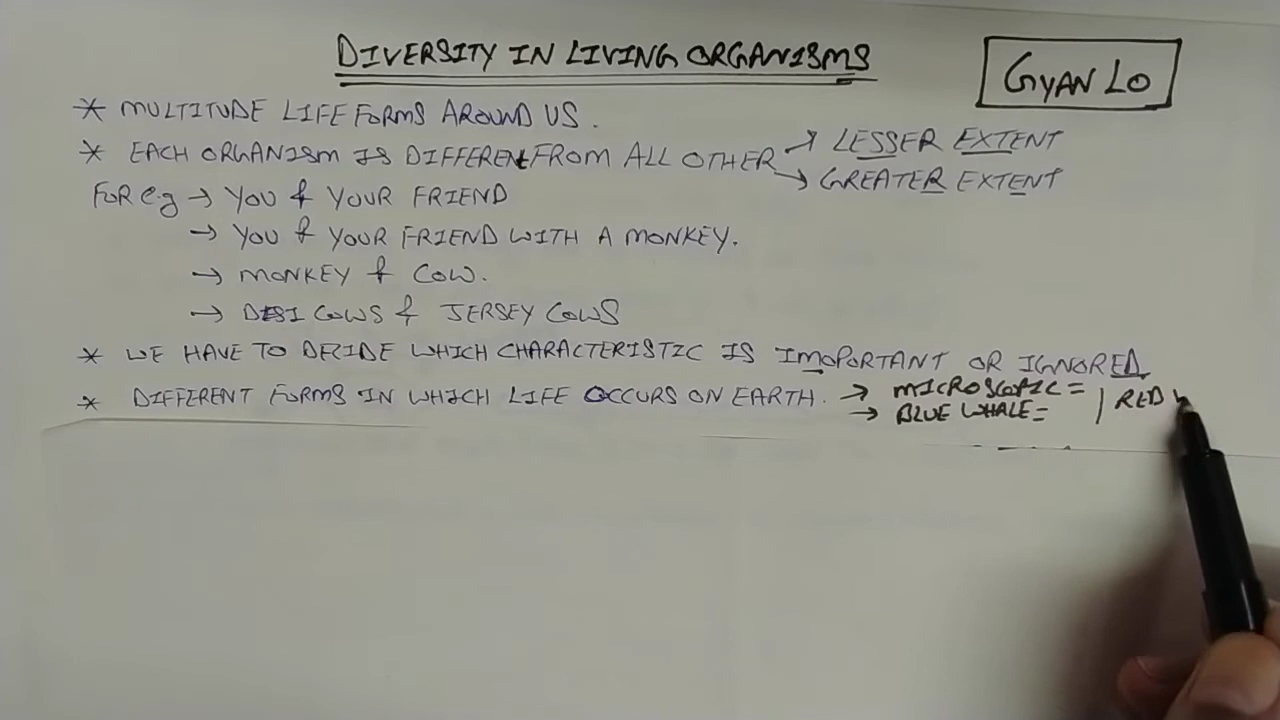 DIVERSITY IN LIVING ORGANISMS
GYAN LO
* MULTITUDE LIFE FORMS AROUND US.
* EACH ORGANISM IS DIFFERENT FROM ALL OTHER → LESSER EXTENT
→ GREATER EXTENT
FOR e.g → YOU & YOUR FRIEND
→ YOU & YOUR FRIEND WITH A MONKEY.
→ MONKEY & COW.
→ DESI COWS & JERSEY COWS
* WE HAVE TO DECIDE WHICH CHARACTERISTIC IS IMOPORTANT OR IGNORED
* DIFFERENT FORMS IN WHICH LIFE OCCURS ON EARTH. → MICROSCOPIC = | RED
→ BLUE WHALE =